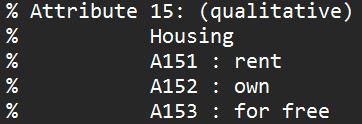 % Attribute 15: (qualitative)
% Housing
% A151 : rent
% A152 : own
% A153 : for free